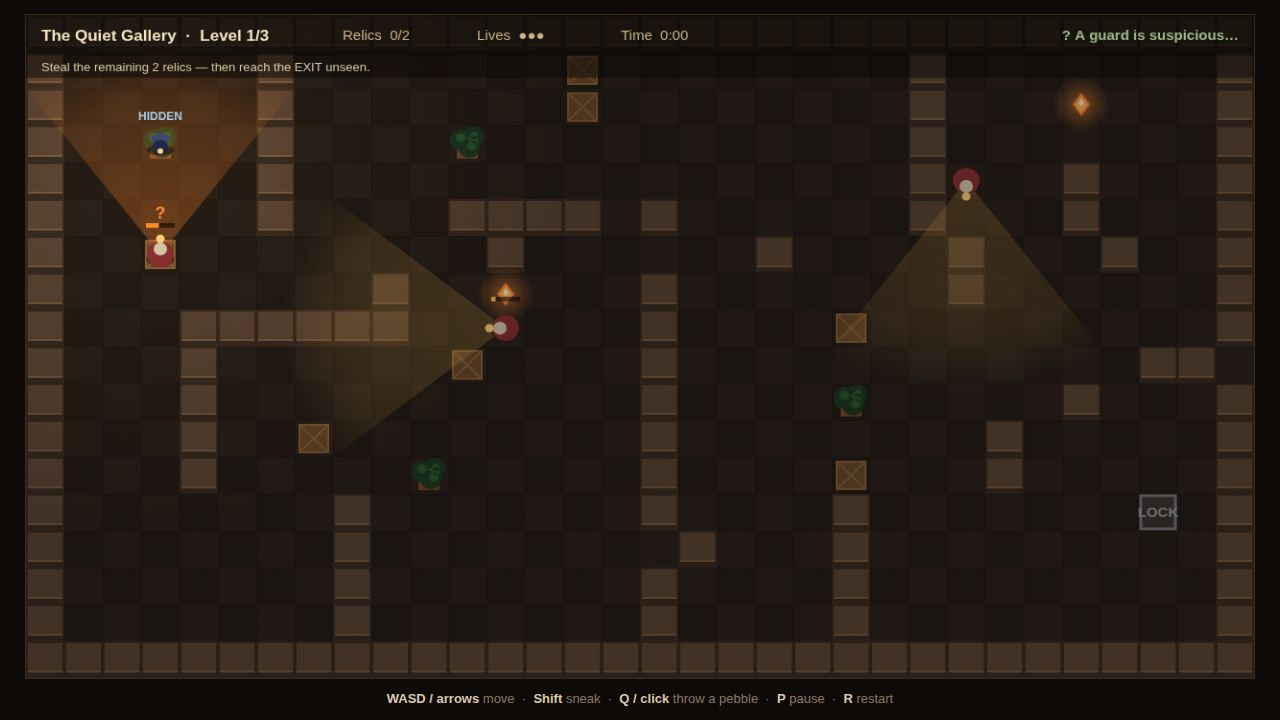 The Quiet Gallery · Level 1/3 Relics 0/2 Lives ●●● Time 0:00 ? A guard is suspicious…
Steal the remaining 2 relics — then reach the EXIT unseen.
HIDDEN
?
LOCK
WASD / arrows move · Shift sneak · Q / click throw a pebble · P pause · R restart